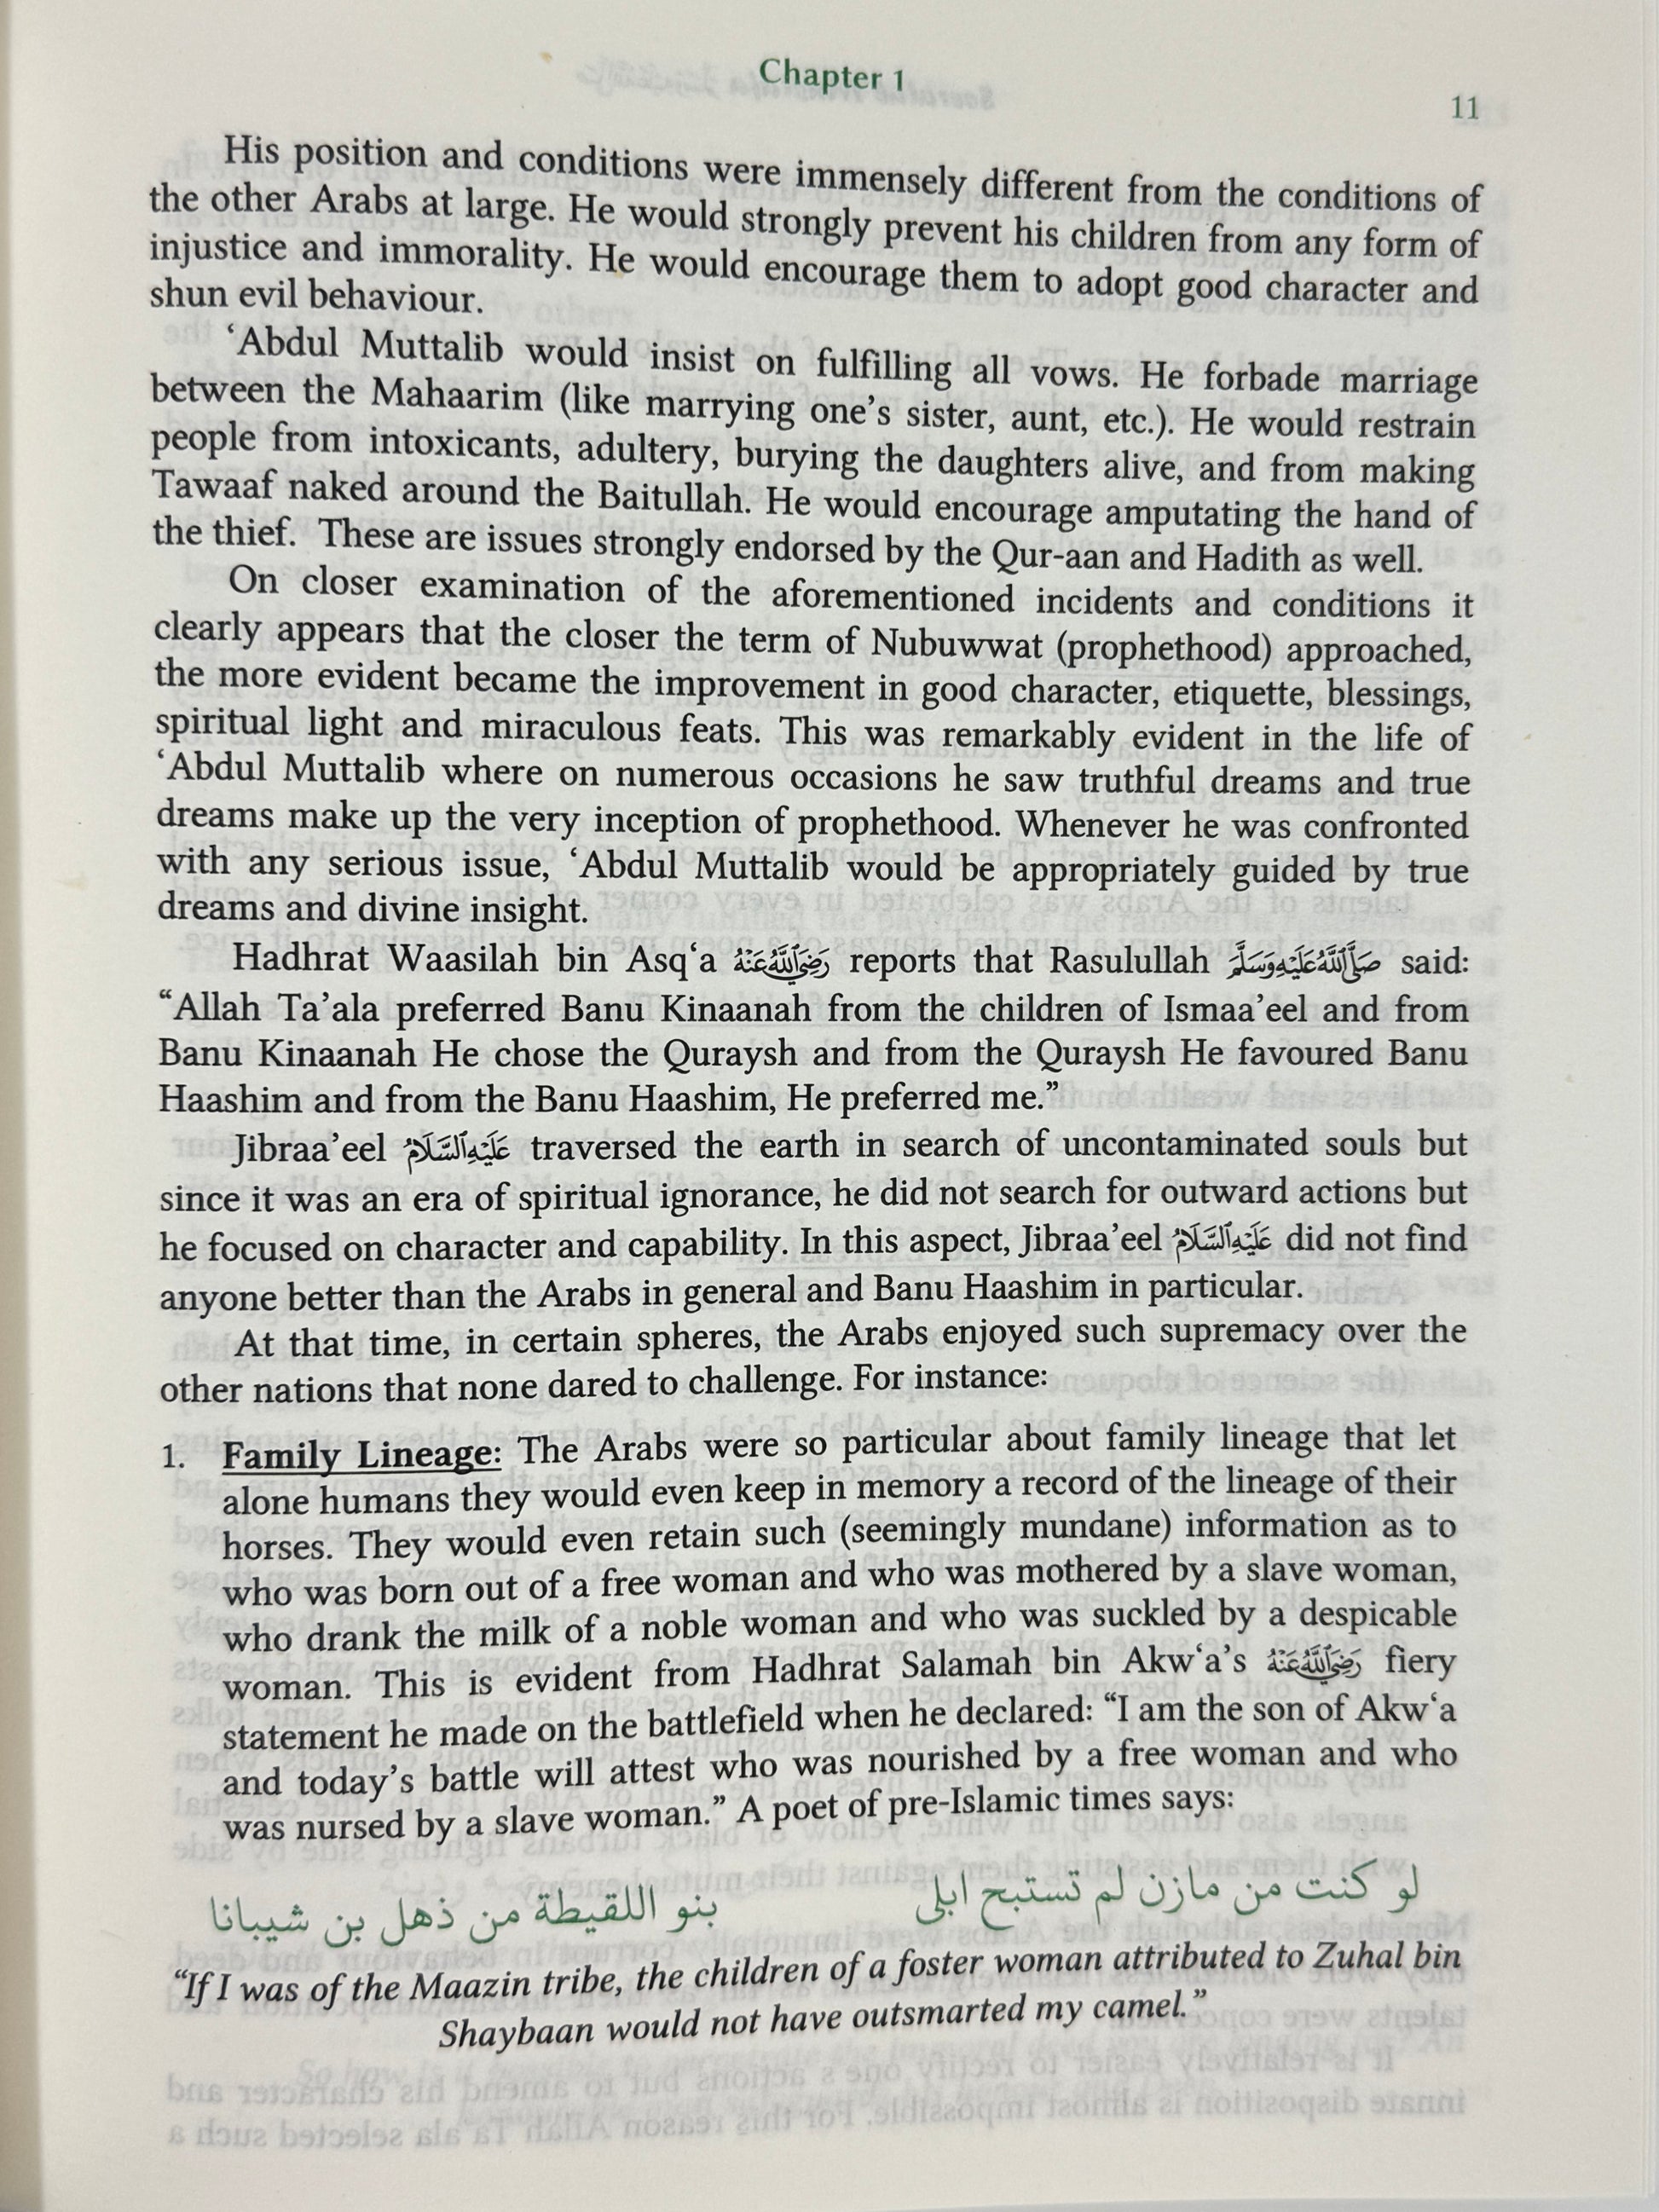 Chapter 1
11
His position and conditions were immensely different from the conditions of
the other Arabs at large. He would strongly prevent his children from any form of
injustice and immorality. He would encourage them to adopt good character and
shun evil behaviour.
‘Abdul Muttalib would insist on fulfilling all vows. He forbade marriage
between the Mahaarim (like marrying one’s sister, aunt, etc.). He would restrain
people from intoxicants, adultery, burying the daughters alive, and from making
Tawaaf naked around the Baitullah. He would encourage amputating the hand of
the thief. These are issues strongly endorsed by the Qur-aan and Hadith as well.
On closer examination of the aforementioned incidents and conditions it
clearly appears that the closer the term of Nubuwwat (prophethood) approached,
the more evident became the improvement in good character, etiquette, blessings,
spiritual light and miraculous feats. This was remarkably evident in the life of
‘Abdul Muttalib where on numerous occasions he saw truthful dreams and true
dreams make up the very inception of prophethood. Whenever he was confronted
with any serious issue, ‘Abdul Muttalib would be appropriately guided by true
dreams and divine insight.
Hadhrat Waasilah bin Asq‘a رَضِيَ اللَّهُ عَنْهُ reports that Rasulullah صَلَّى اللَّهُ عَلَيْهِ وَسَلَّمَ said:
“Allah Ta’ala preferred Banu Kinaanah from the children of Ismaa’eel and from
Banu Kinaanah He chose the Quraysh and from the Quraysh He favoured Banu
Haashim and from the Banu Haashim, He preferred me.”
Jibraa’eel عَلَيْهِ السَّلَامُ traversed the earth in search of uncontaminated souls but
since it was an era of spiritual ignorance, he did not search for outward actions but
he focused on character and capability. In this aspect, Jibraa’eel عَلَيْهِ السَّلَامُ did not find
anyone better than the Arabs in general and Banu Haashim in particular.
At that time, in certain spheres, the Arabs enjoyed such supremacy over the
other nations that none dared to challenge. For instance:
1. Family Lineage: The Arabs were so particular about family lineage that let
alone humans they would even keep in memory a record of the lineage of their
horses. They would even retain such (seemingly mundane) information as to
who was born out of a free woman and who was mothered by a slave woman,
who drank the milk of a noble woman and who was suckled by a despicable
woman. This is evident from Hadhrat Salamah bin Akw‘a’s رَضِيَ اللَّهُ عَنْهُ fiery
statement he made on the battlefield when he declared: “I am the son of Akw‘a
and today’s battle will attest who was nourished by a free woman and who
was nursed by a slave woman.” A poet of pre-Islamic times says:
لو كنت من مازن لم تستبح ابلى بنو اللقيطة من ذهل بن شيبانا
“If I was of the Maazin tribe, the children of a foster woman attributed to Zuhal bin
Shaybaan would not have outsmarted my camel.”